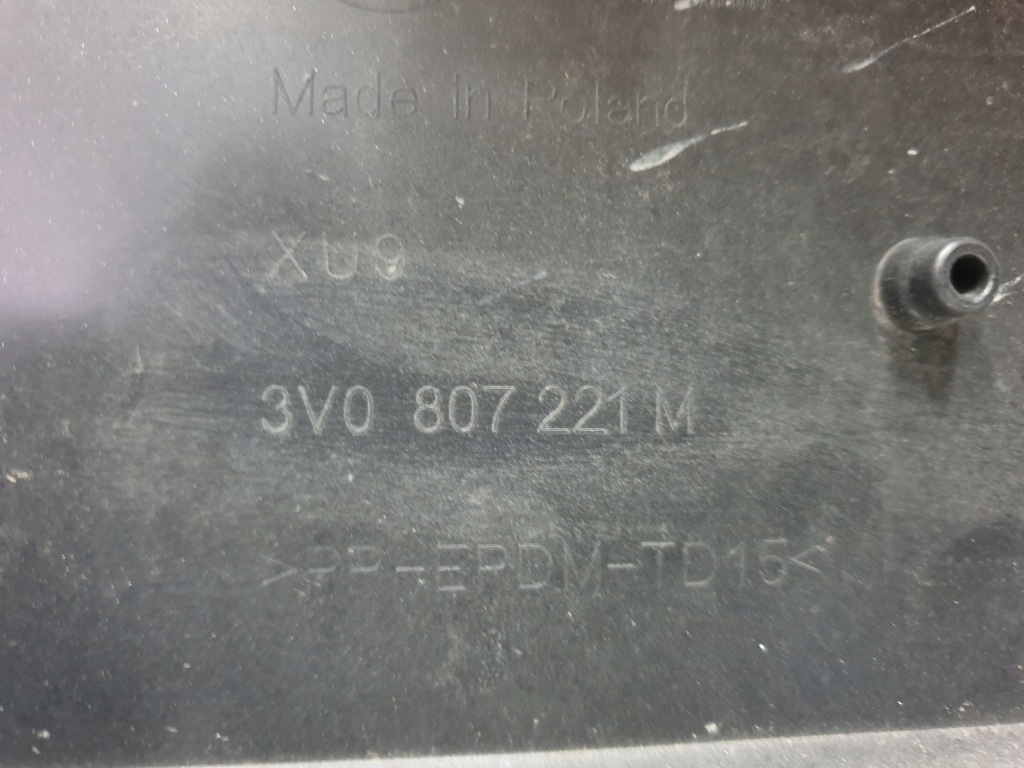 Made In Poland
XU9
3V0 807 221 M
>PP-EPDM-TD15<